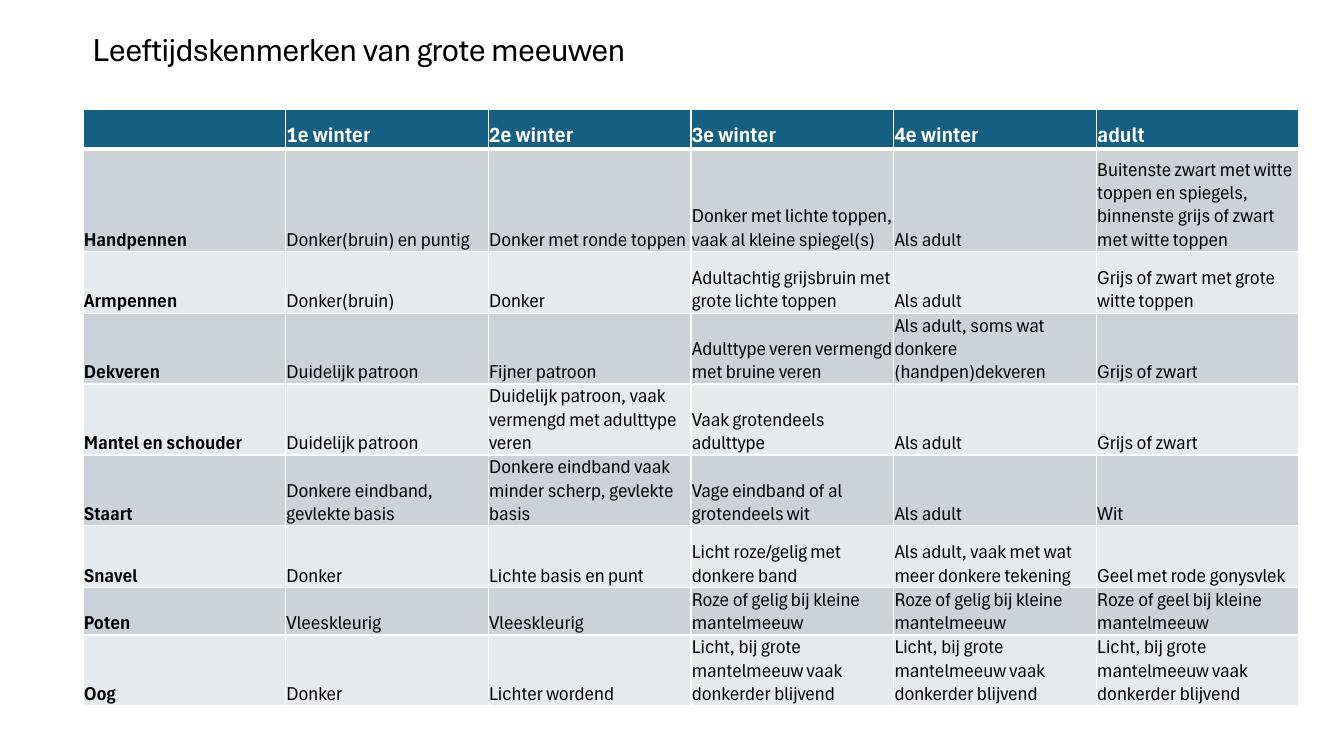 Leeftijdskenmerken van grote meeuwen
1e winter 2e winter 3e winter 4e winter adult
Handpennen
Donker(bruin) en puntig
Donker met ronde toppen
Donker met lichte toppen,
vaak al kleine spiegel(s)
Als adult
Buitenste zwart met witte
toppen en spiegels,
binnenste grijs of zwart
met witte toppen
Armpennen
Donker(bruin)
Donker
Adultachtig grijsbruin met
grote lichte toppen
Als adult
Grijs of zwart met grote
witte toppen
Dekveren
Duidelijk patroon
Fijner patroon
Adulttype veren vermengd
met bruine veren
Als adult, soms wat
donkere
(handpen)dekveren
Grijs of zwart
Mantel en schouder
Duidelijk patroon
Duidelijk patroon, vaak
vermengd met adulttype
veren
Vaak grotendeels
adulttype
Als adult
Grijs of zwart
Staart
Donkere eindband,
gevlekte basis
Donkere eindband vaak
minder scherp, gevlekte
basis
Vage eindband of al
grotendeels wit
Als adult
Wit
Snavel
Donker
Lichte basis en punt
Licht roze/gelig met
donkere band
Als adult, vaak met wat
meer donkere tekening
Geel met rode gonysvlek
Poten
Vleeskleurig
Vleeskleurig
Roze of gelig bij kleine
mantelmeeuw
Roze of gelig bij kleine
mantelmeeuw
Roze of geel bij kleine
mantelmeeuw
Oog
Donker
Lichter wordend
Licht, bij grote
mantelmeeuw vaak
donkerder blijvend
Licht, bij grote
mantelmeeuw vaak
donkerder blijvend
Licht, bij grote
mantelmeeuw vaak
donkerder blijvend